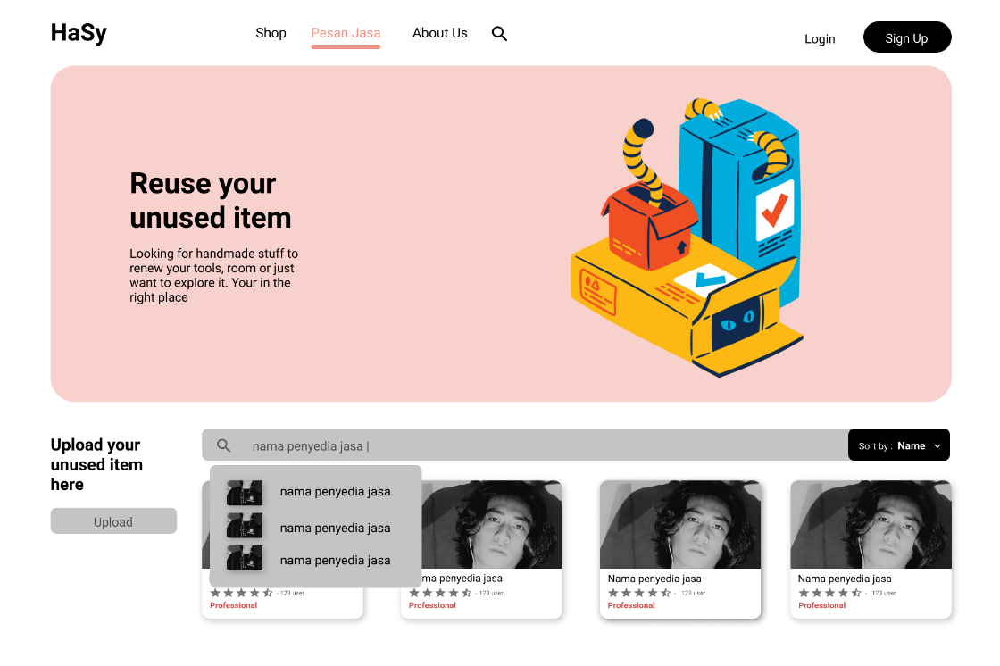 HaSy
Shop
Pesan Jasa
About Us
Login
Sign Up
Reuse your
unused item
Looking for handmade stuff to
renew your tools, room or just
want to explore it. Your in the
right place
Upload your
unused item
here
Upload
nama penyedia jasa |
Sort by : Name
nama penyedia jasa
nama penyedia jasa
nama penyedia jasa
- 123 user
Professional
ma penyedia jasa
- 123 user
Professional
Nama penyedia jasa
- 123 user
Professional
Nama penyedia jasa
- 123 user
Professional